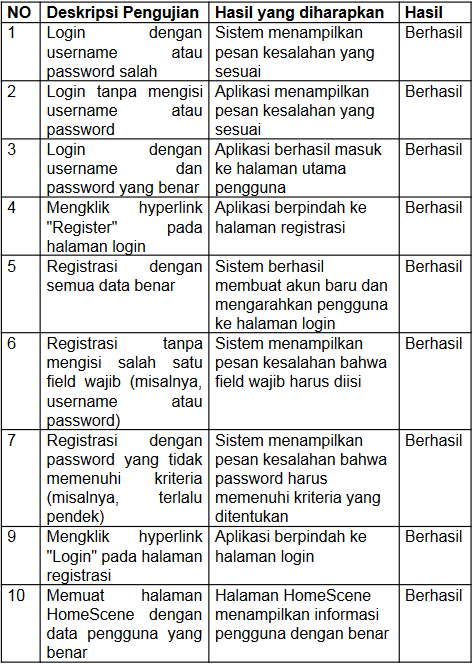 NO Deskripsi Pengujian Hasil yang diharapkan Hasil
1 Login dengan Sistem menampilkan Berhasil
username atau pesan kesalahan yang
password salah sesuai
2 Login tanpa mengisi Aplikasi menampilkan Berhasil
username atau pesan kesalahan yang
password sesuai
3 Login dengan Aplikasi berhasil masuk Berhasil
username dan ke halaman utama
password yang benar pengguna
4 Mengklik hyperlink Aplikasi berpindah ke Berhasil
"Register" pada halaman registrasi
halaman login
5 Registrasi dengan Sistem berhasil Berhasil
semua data benar membuat akun baru dan
mengarahkan pengguna
ke halaman login
6 Registrasi tanpa Sistem menampilkan Berhasil
mengisi salah satu pesan kesalahan bahwa
field wajib (misalnya, field wajib harus diisi
username atau
password)
7 Registrasi dengan Sistem menampilkan Berhasil
password yang tidak pesan kesalahan bahwa
memenuhi kriteria password harus
(misalnya, terlalu memenuhi kriteria yang
pendek) ditentukan
9 Mengklik hyperlink Aplikasi berpindah ke Berhasil
"Login" pada halaman halaman login
registrasi
10 Memuat halaman Halaman HomeScene Berhasil
HomeScene dengan menampilkan informasi
data pengguna yang pengguna dengan benar
benar